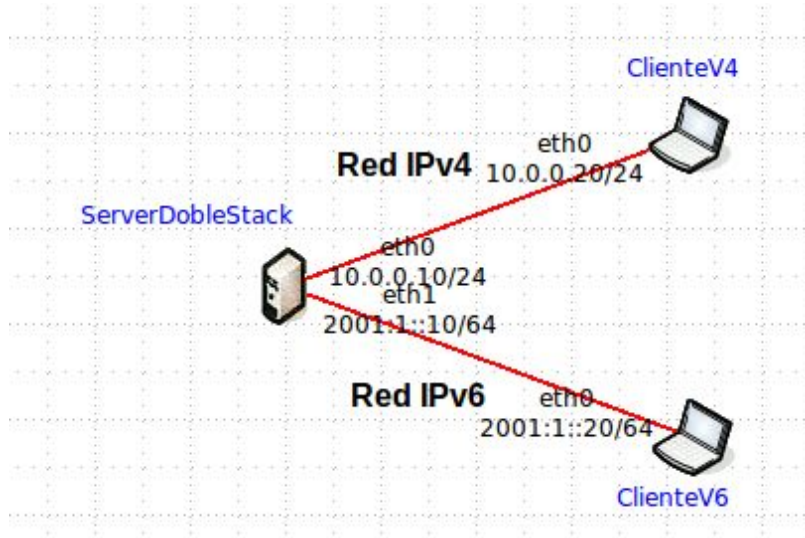 ClienteV4
eth0
Red IPv4
10.0.0.20/24
ServerDobleStack
eth0
10.0.0.10/24
eth1
2001:1::10/64
Red IPv6
eth0
2001:1::20/64
ClienteV6